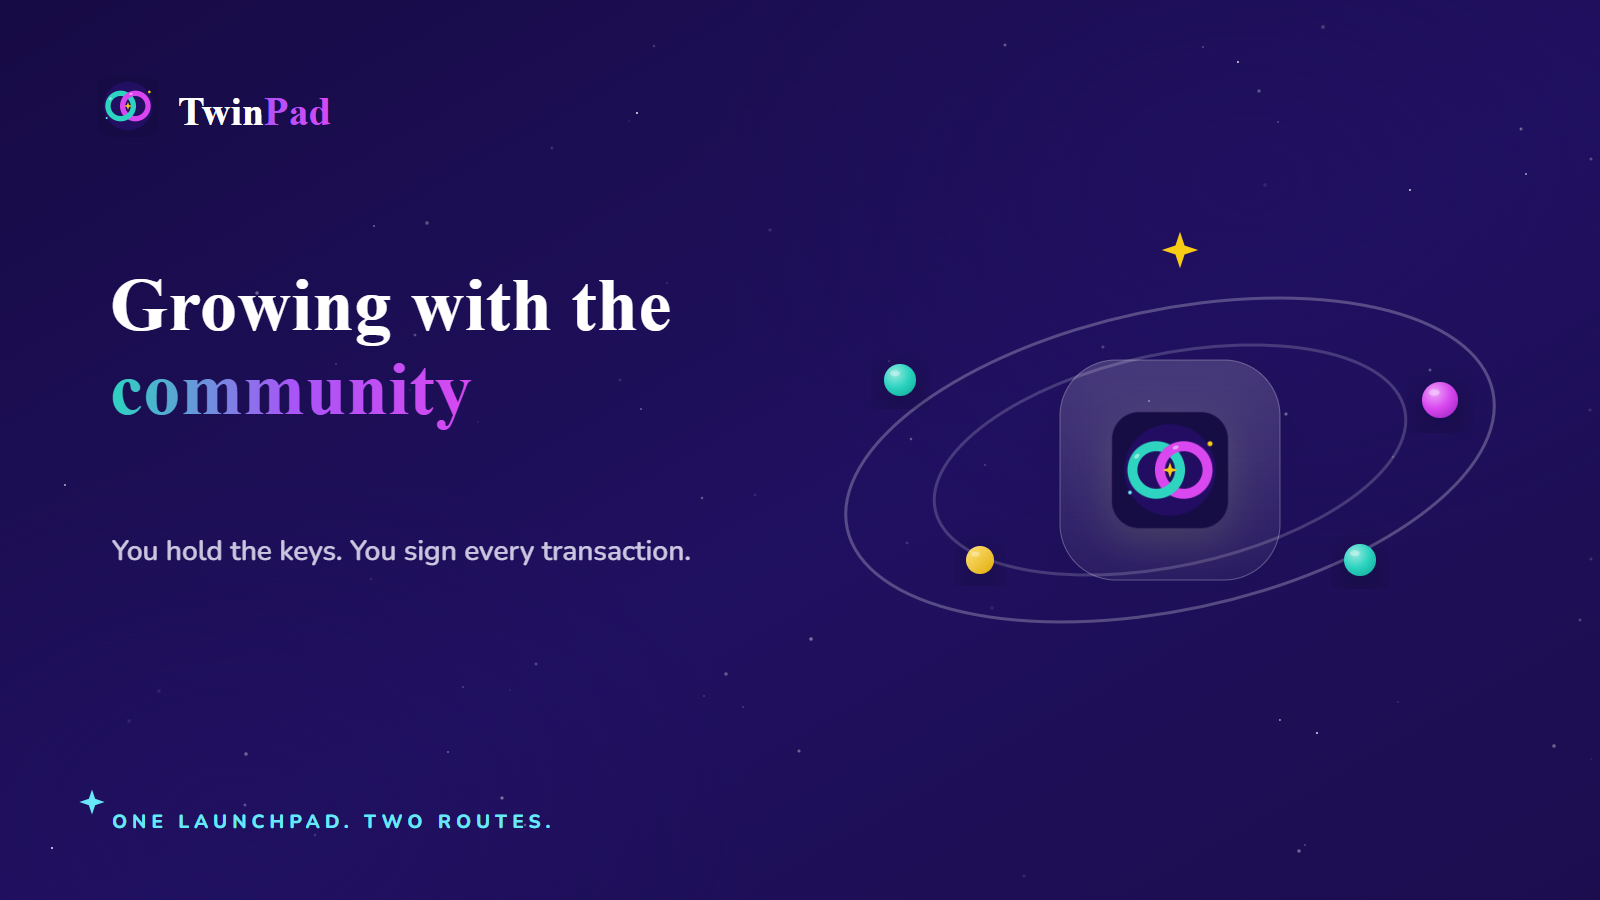 TwinPad
Growing with the
community
You hold the keys. You sign every transaction.
ONE LAUNCHPAD. TWO ROUTES.